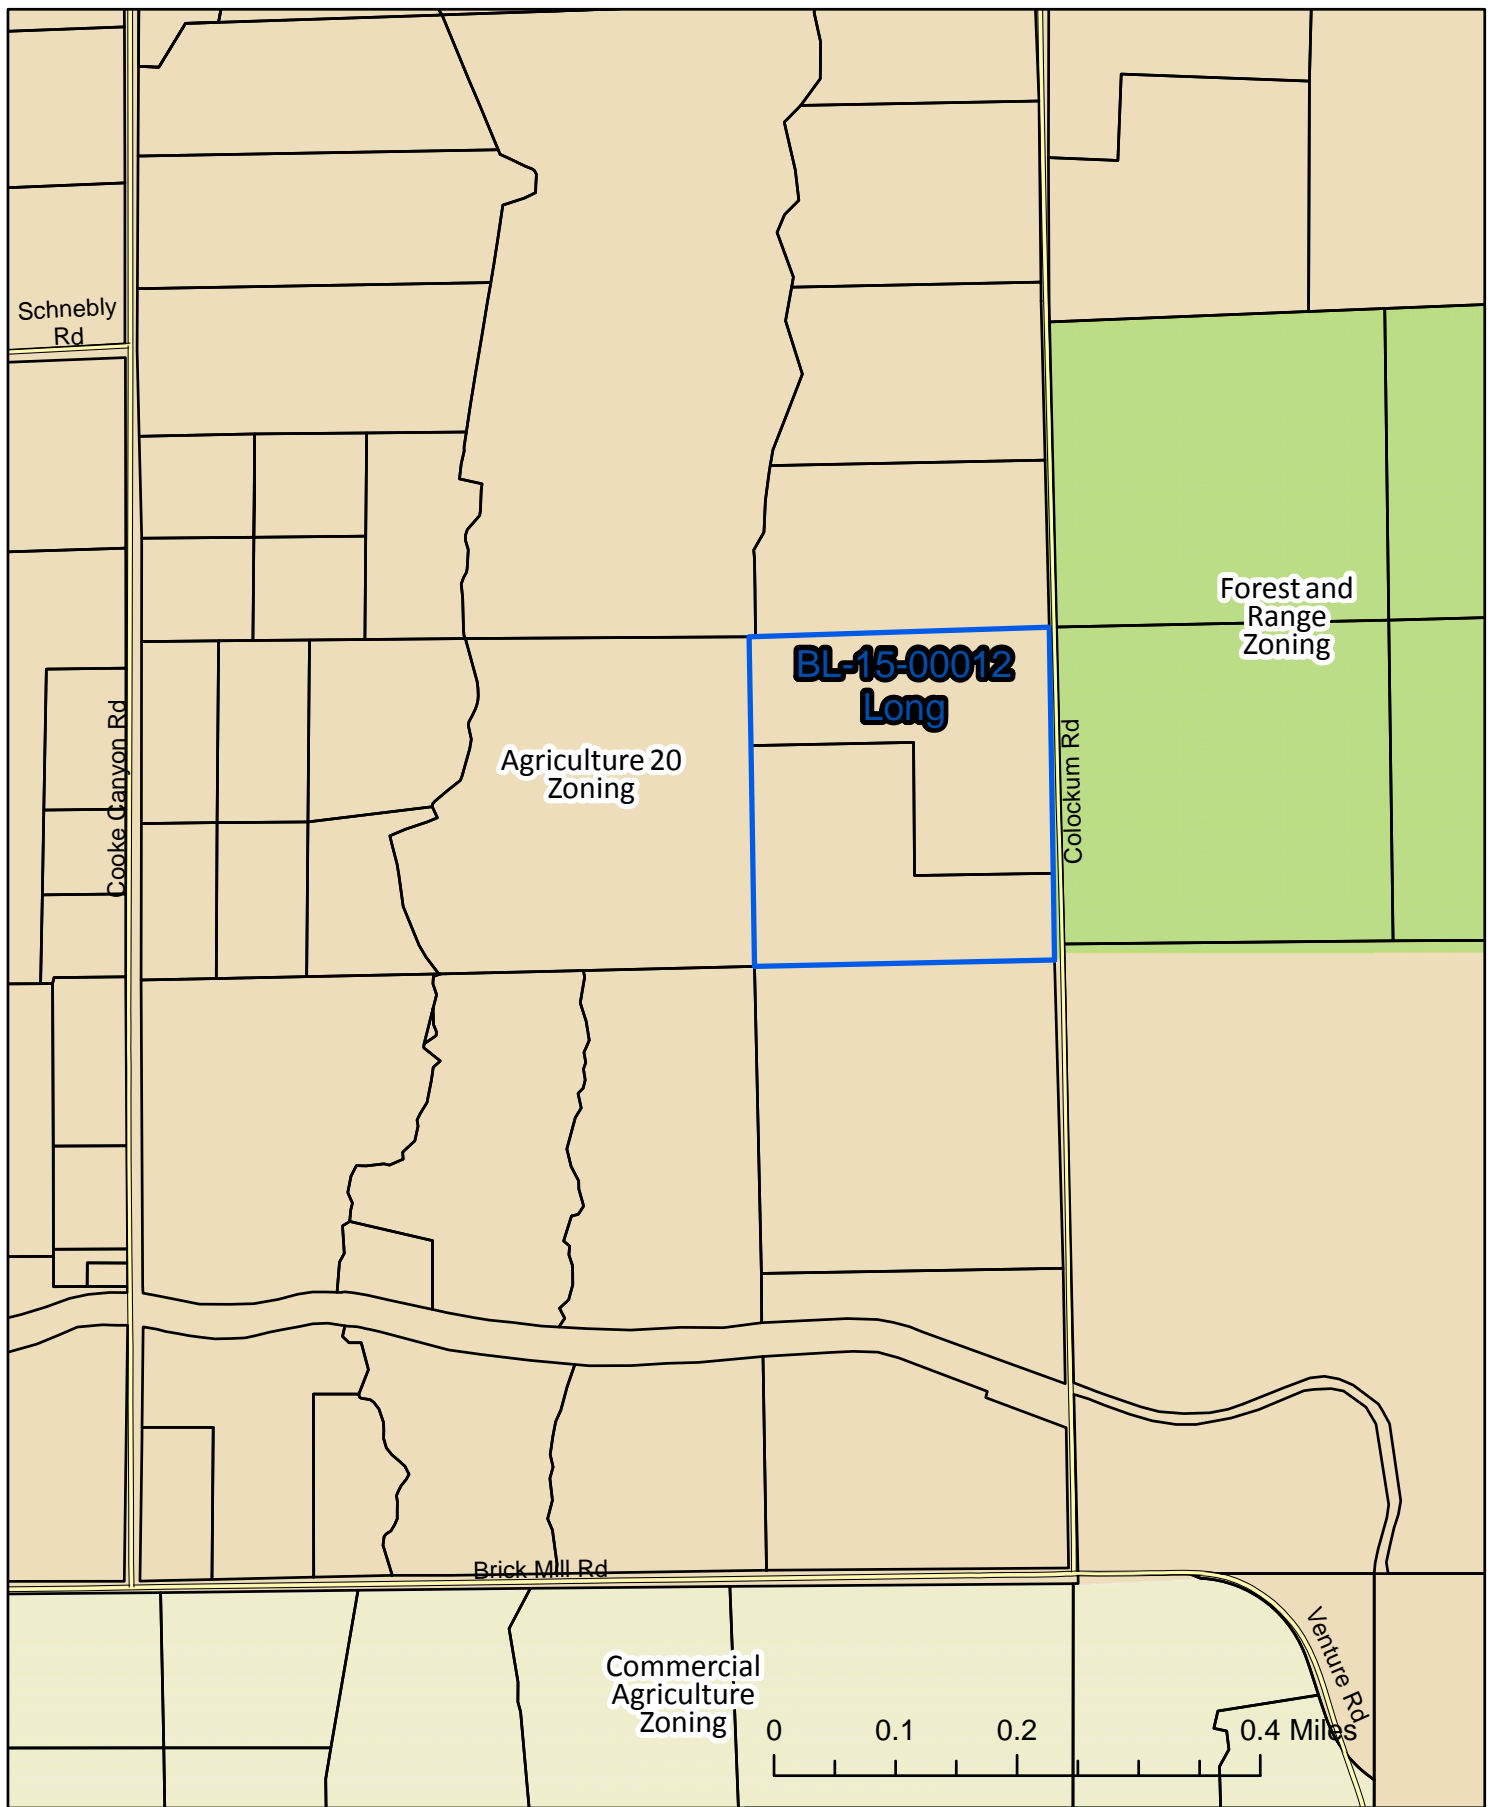 Schnebly
Rd
Forest and
Range
Zoning
BL-15-00012
Long
Cooke Canyon Rd
Agriculture 20
Zoning
Colockum Rd
Brick Mill Rd
Venture Rd
Commercial
Agriculture
Zoning
0 0.1 0.2 0.4 Miles